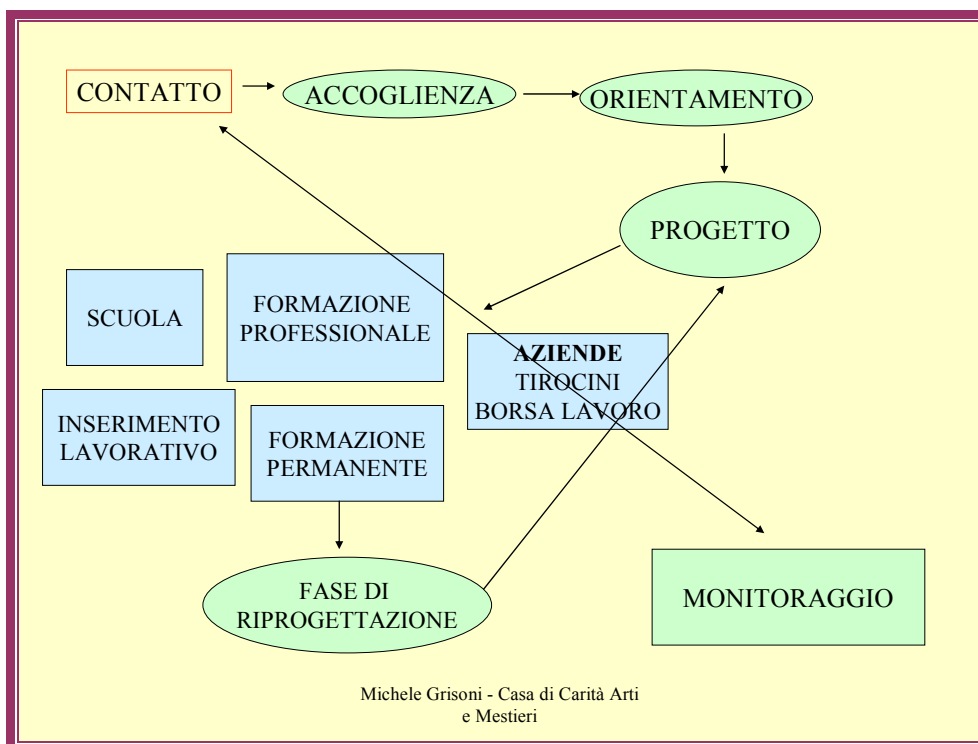 CONTATTO
ACCOGLIENZA
ORIENTAMENTO
PROGETTO
SCUOLA
FORMAZIONE
PROFESSIONALE
AZIENDE
TIROCINI
BORSA LAVORO
INSERIMENTO
LAVORATIVO
FORMAZIONE
PERMANENTE
FASE DI
RIPROGETTAZIONE
MONITORAGGIO
Michele Grisoni - Casa di Carità Arti
e Mestieri